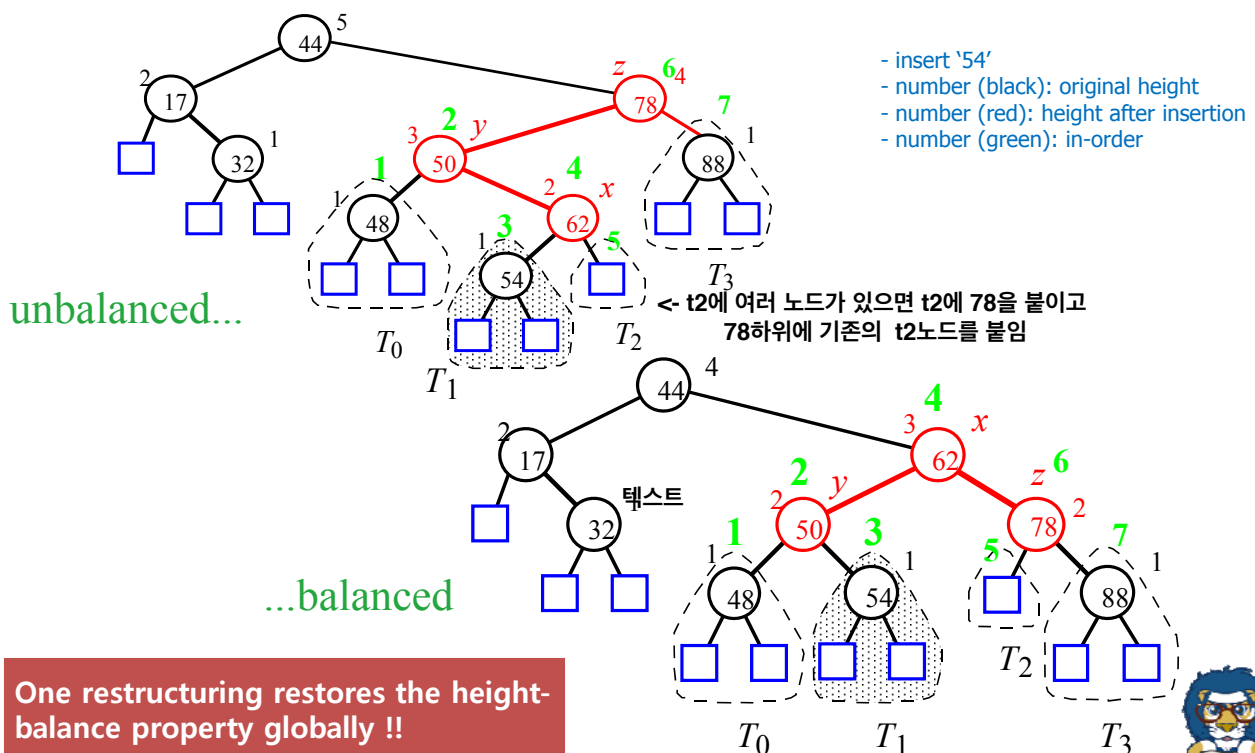 5
44
- insert ‘54’
- number (black): original height
- number (red): height after insertion
- number (green): in-order
2
17
z
6 4
78
7
1
88
32
1
3
2
y
50
1
1
48
4
2
x
62
3
1
54
5
T3
unbalanced...
T0
T1
T2
<- t2에 여러 노드가 있으면 t2에 78을 붙이고
78하위에 기존의 t2노드를 붙임
4
44
2
17
4
3
x
62
텍스트
1
32
2
2
y
50
z
6
2
78
1
1
48
3
1
54
5
7
1
88
...balanced
T2
T0
T1
T3
One restructuring restores the height-
balance property globally !!